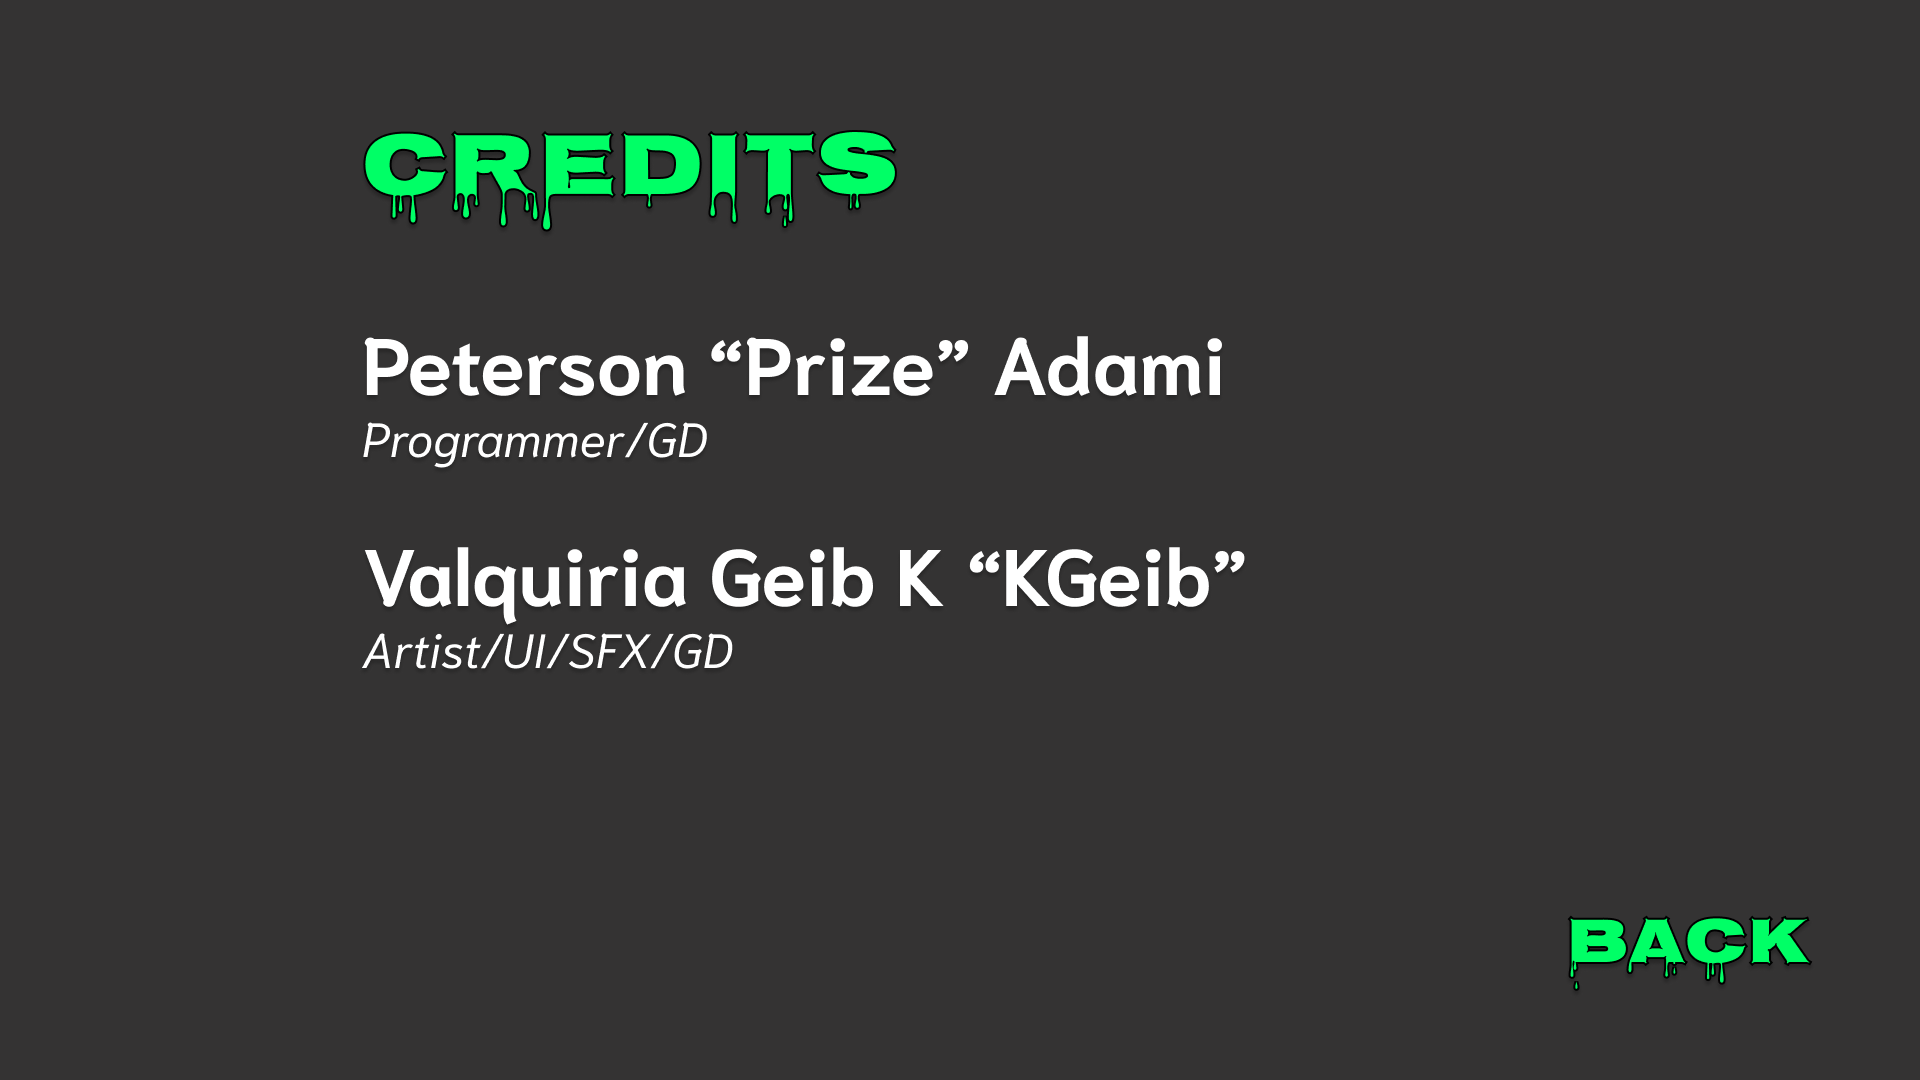 CREDITS
Peterson “Prize” Adami
Programmer/GD
Valquiria Geib K “KGeib”
Artist/UI/SFX/GD
BACK